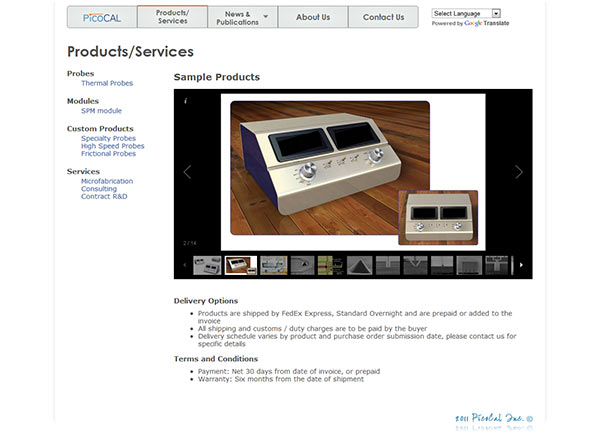 PicoCAL
Products/
Services
News &
Publications
About Us
Contact Us
Select Language
Powered by Google Translate
Products/Services
Probes
Thermal Probes
Modules
SPM module
Custom Products
Specialty Probes
High Speed Probes
Frictional Probes
Services
Microfabrication
Consulting
Contract R&D
Sample Products
i
2 / 14
Delivery Options
Products are shipped by FedEx Express, Standard Overnight and are prepaid or added to the
invoice
All shipping and customs / duty charges are to be paid by the buyer
Delivery schedule varies by product and purchase order submission date, please contact us for
specific details
Terms and Conditions
Payment: Net 30 days from date of invoice, or prepaid
Warranty: Six months from the date of shipment
2011 PicoCal Inc. ©